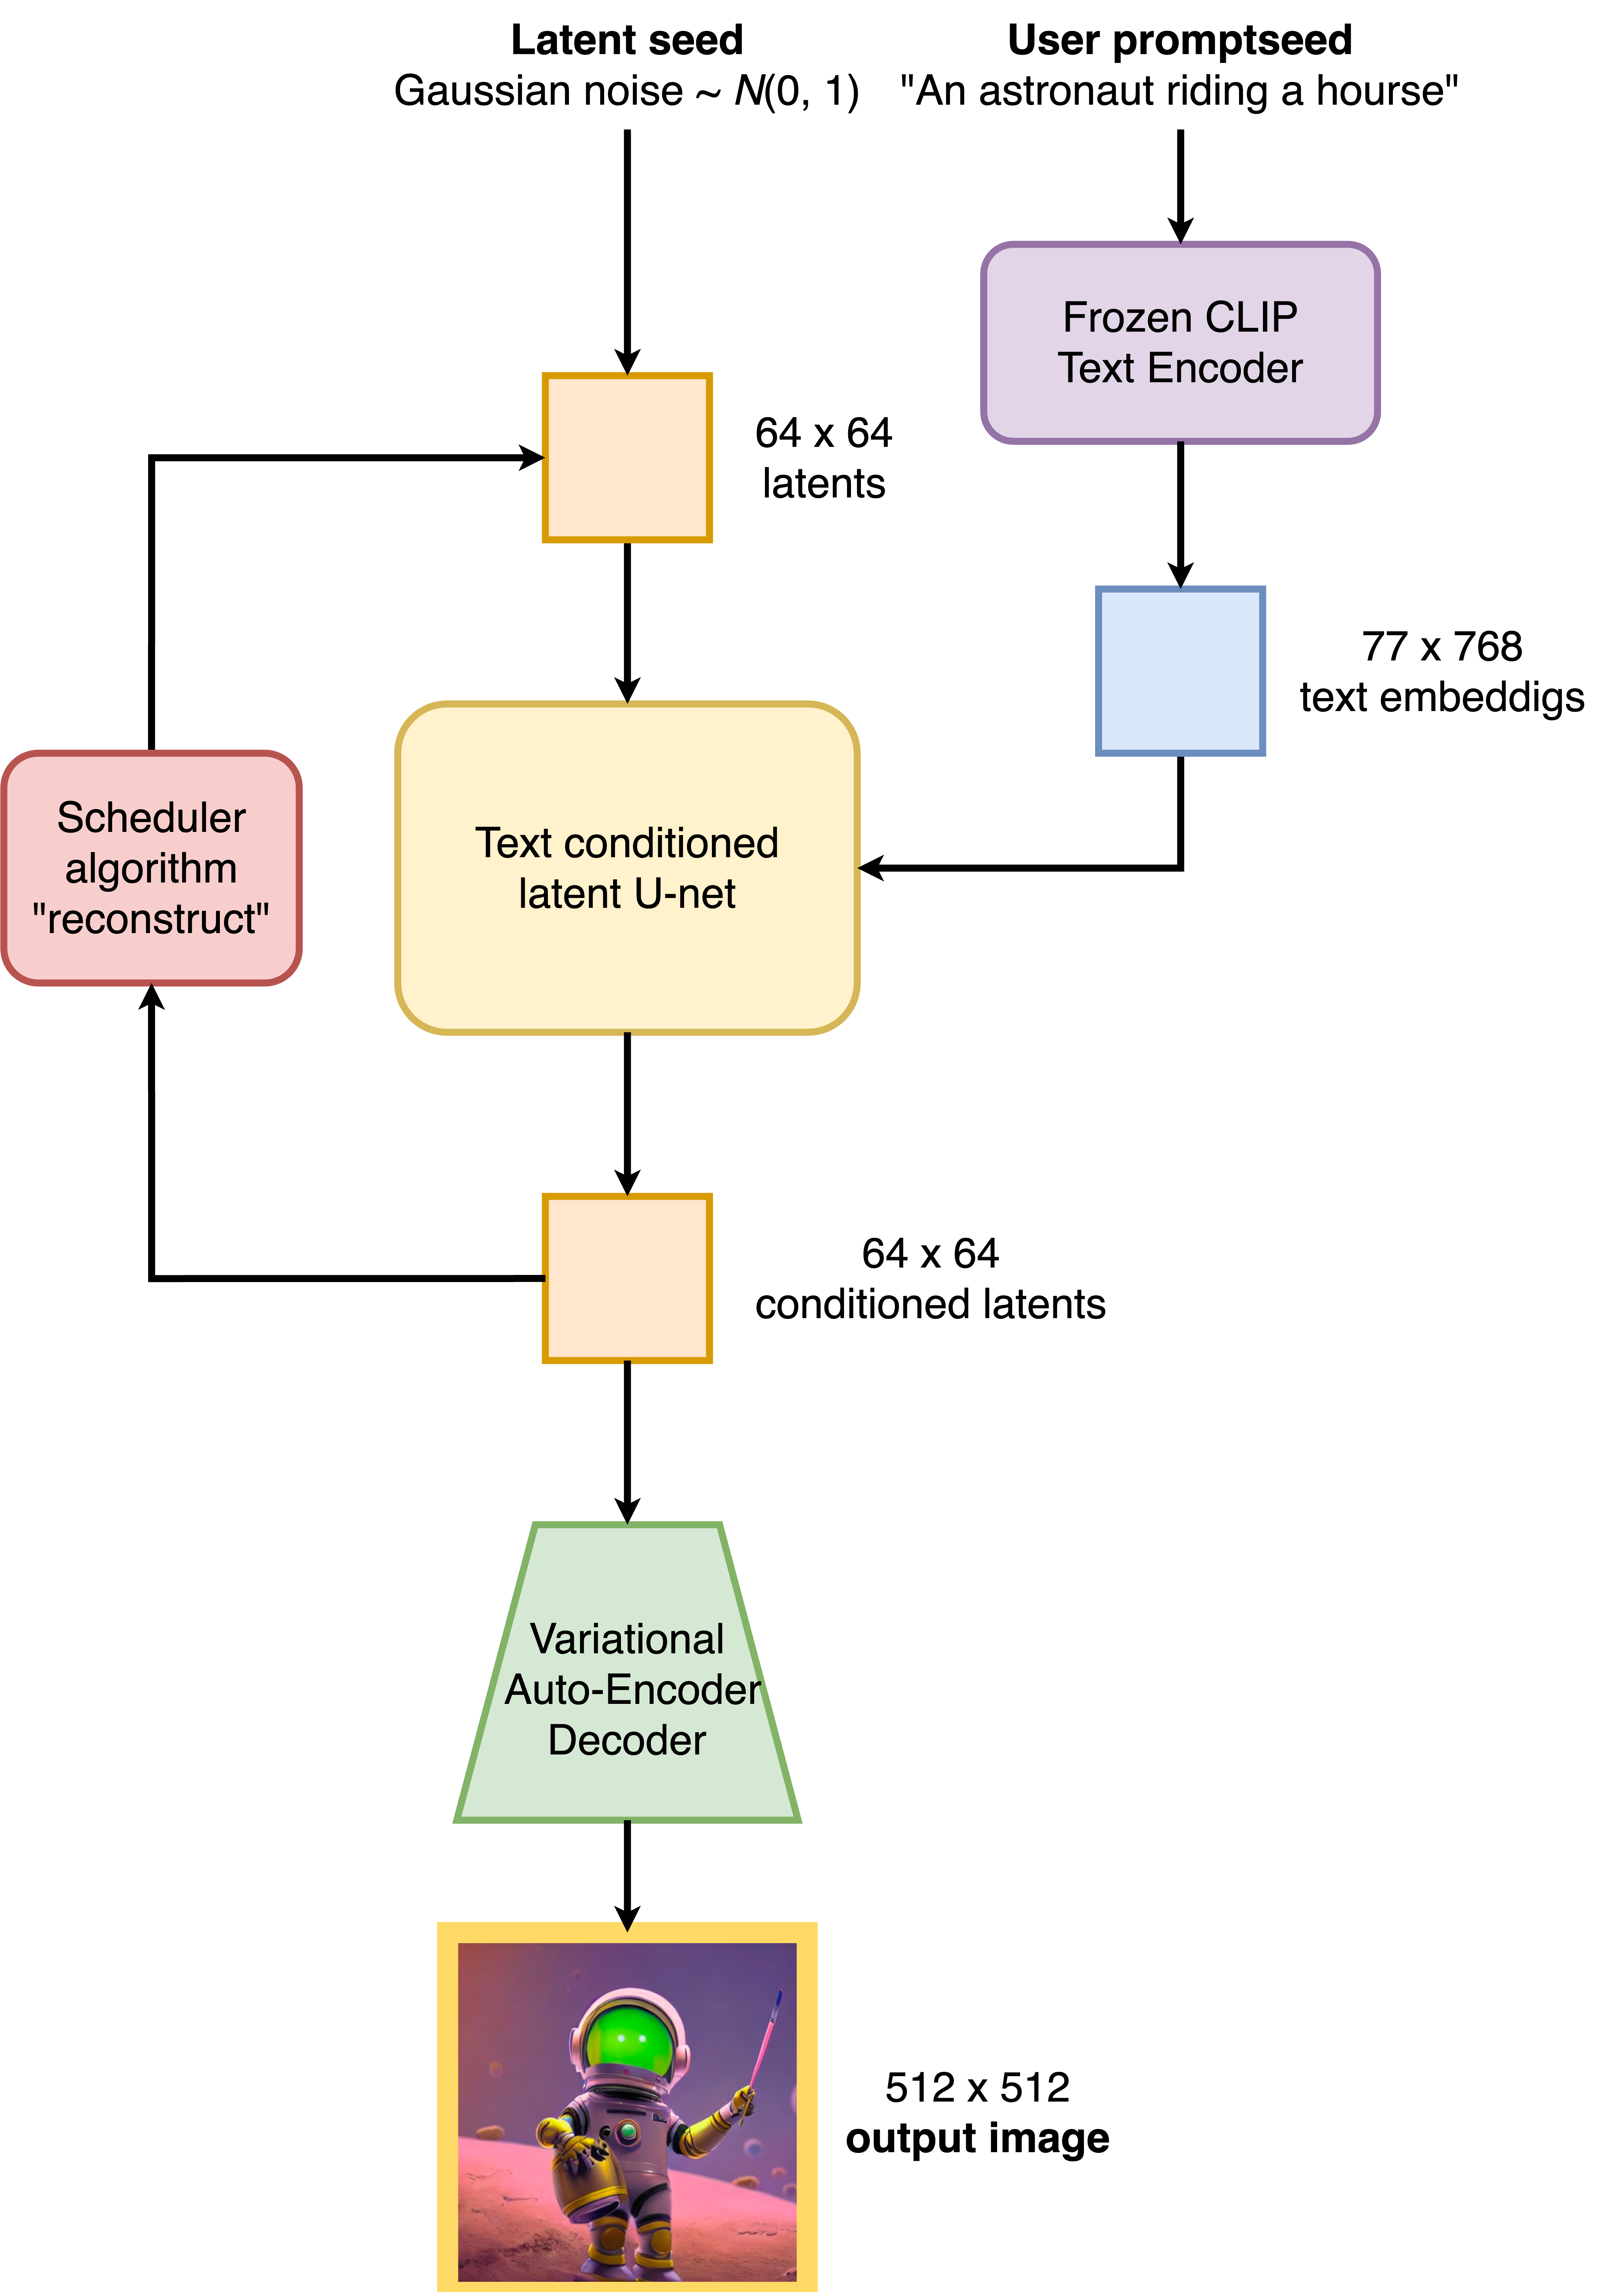 Latent seed
Gaussian noise ~ N(0, 1)
User promptseed
"An astronaut riding a hourse"
Frozen CLIP
Text Encoder
64 x 64
latents
77 x 768
text embeddigs
Scheduler
algorithm
"reconstruct"
Text conditioned
latent U-net
64 x 64
conditioned latents
Variational
Auto-Encoder
Decoder
512 x 512
output image